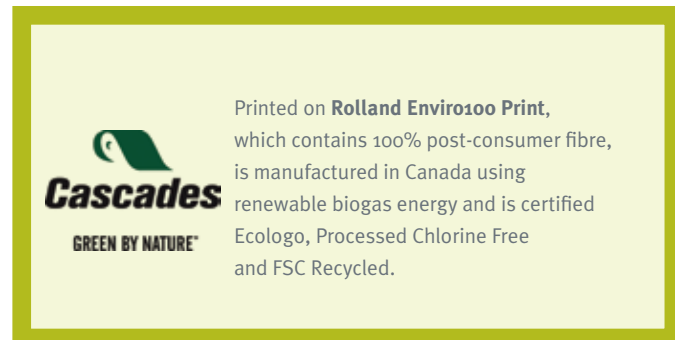 Cascades
GREEN BY NATURE™
Printed on Rolland Enviro100 Print,
which contains 100% post-consumer fibre,
is manufactured in Canada using
renewable biogas energy and is certified
Ecologo, Processed Chlorine Free
and FSC Recycled.